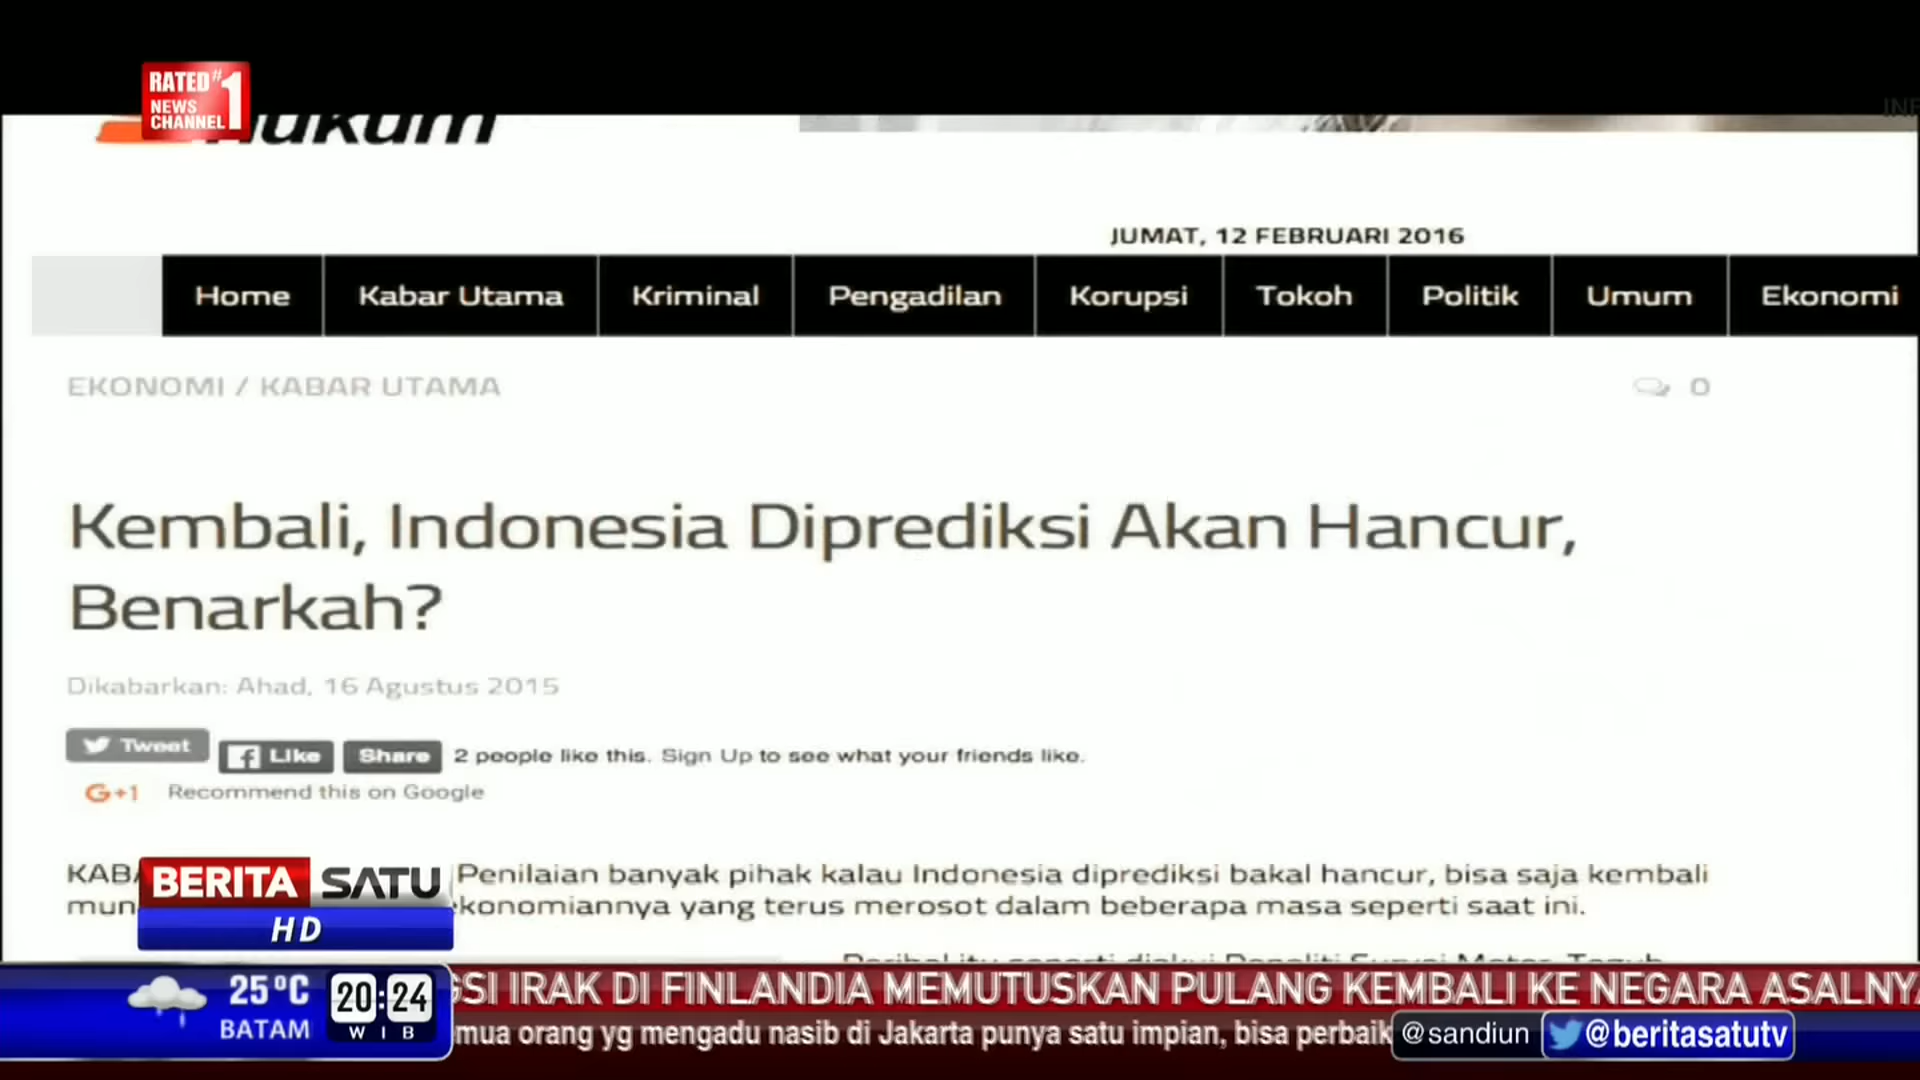 RATED #1
NEWS
CHANNEL
hukum
JUMAT, 12 FEBRUARI 2016
Home Kabar Utama Kriminal Pengadilan Korupsi Tokoh Politik Umum Ekonomi
EKONOMI / KABAR UTAMA 0
Kembali, Indonesia Diprediksi Akan Hancur,
Benarkah?
Dikabarkan: Ahad, 16 Agustus 2015
Tweet Like Share 2 people like this. Sign Up to see what your friends like.
G+1 Recommend this on Google
Penilaian banyak pihak kalau Indonesia diprediksi bakal hancur, bisa saja kembali
konomiannya yang terus merosot dalam beberapa masa seperti saat ini.
BERITA SATU
HD
25°C
BATAM
20:24
WIB
GSI IRAK DI FINLANDIA MEMUTUSKAN PULANG KEMBALI KE NEGARA ASALNYA
mua orang yg mengadu nasib di Jakarta punya satu impian, bisa perbaik @sandiun @beritasatutv